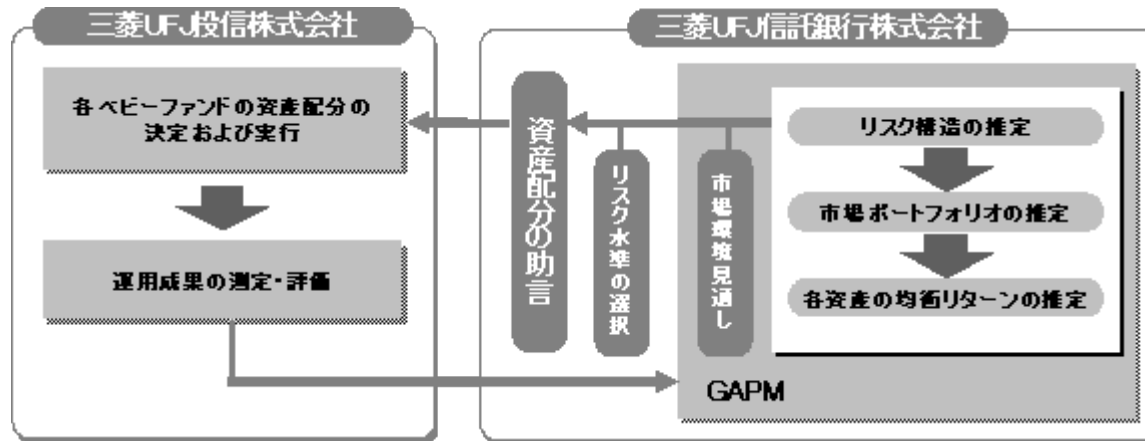 三菱UFJ投信株式会社
各ベビーファンドの資産配分の
決定および実行
運用成果の測定・評価
三菱UFJ信託銀行株式会社
資産配分の助言
リスク水準の選択
市場環境見通し
リスク構造の推定
市場ポートフォリオの推定
各資産の均衡リターンの推定
GAPM